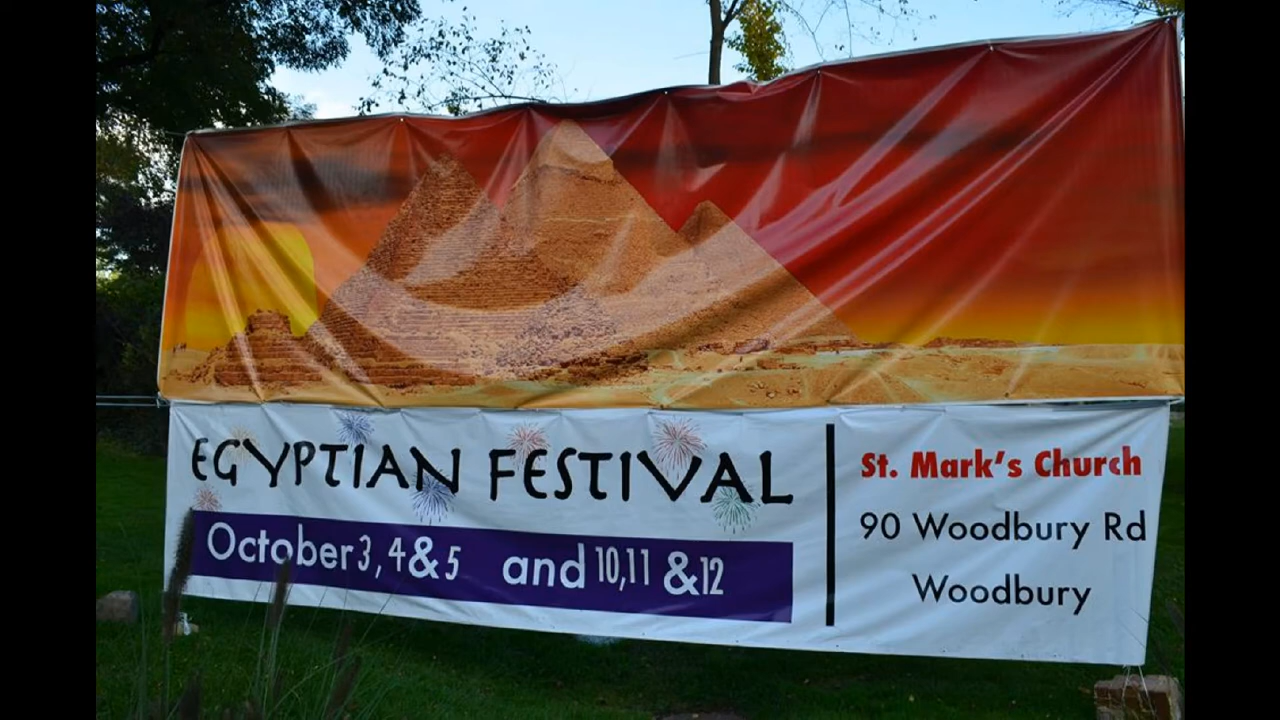 EGYPTIAN FESTIVAL
October 3, 4 & 5 and 10, 11 & 12
St. Mark's Church
90 Woodbury Rd
Woodbury